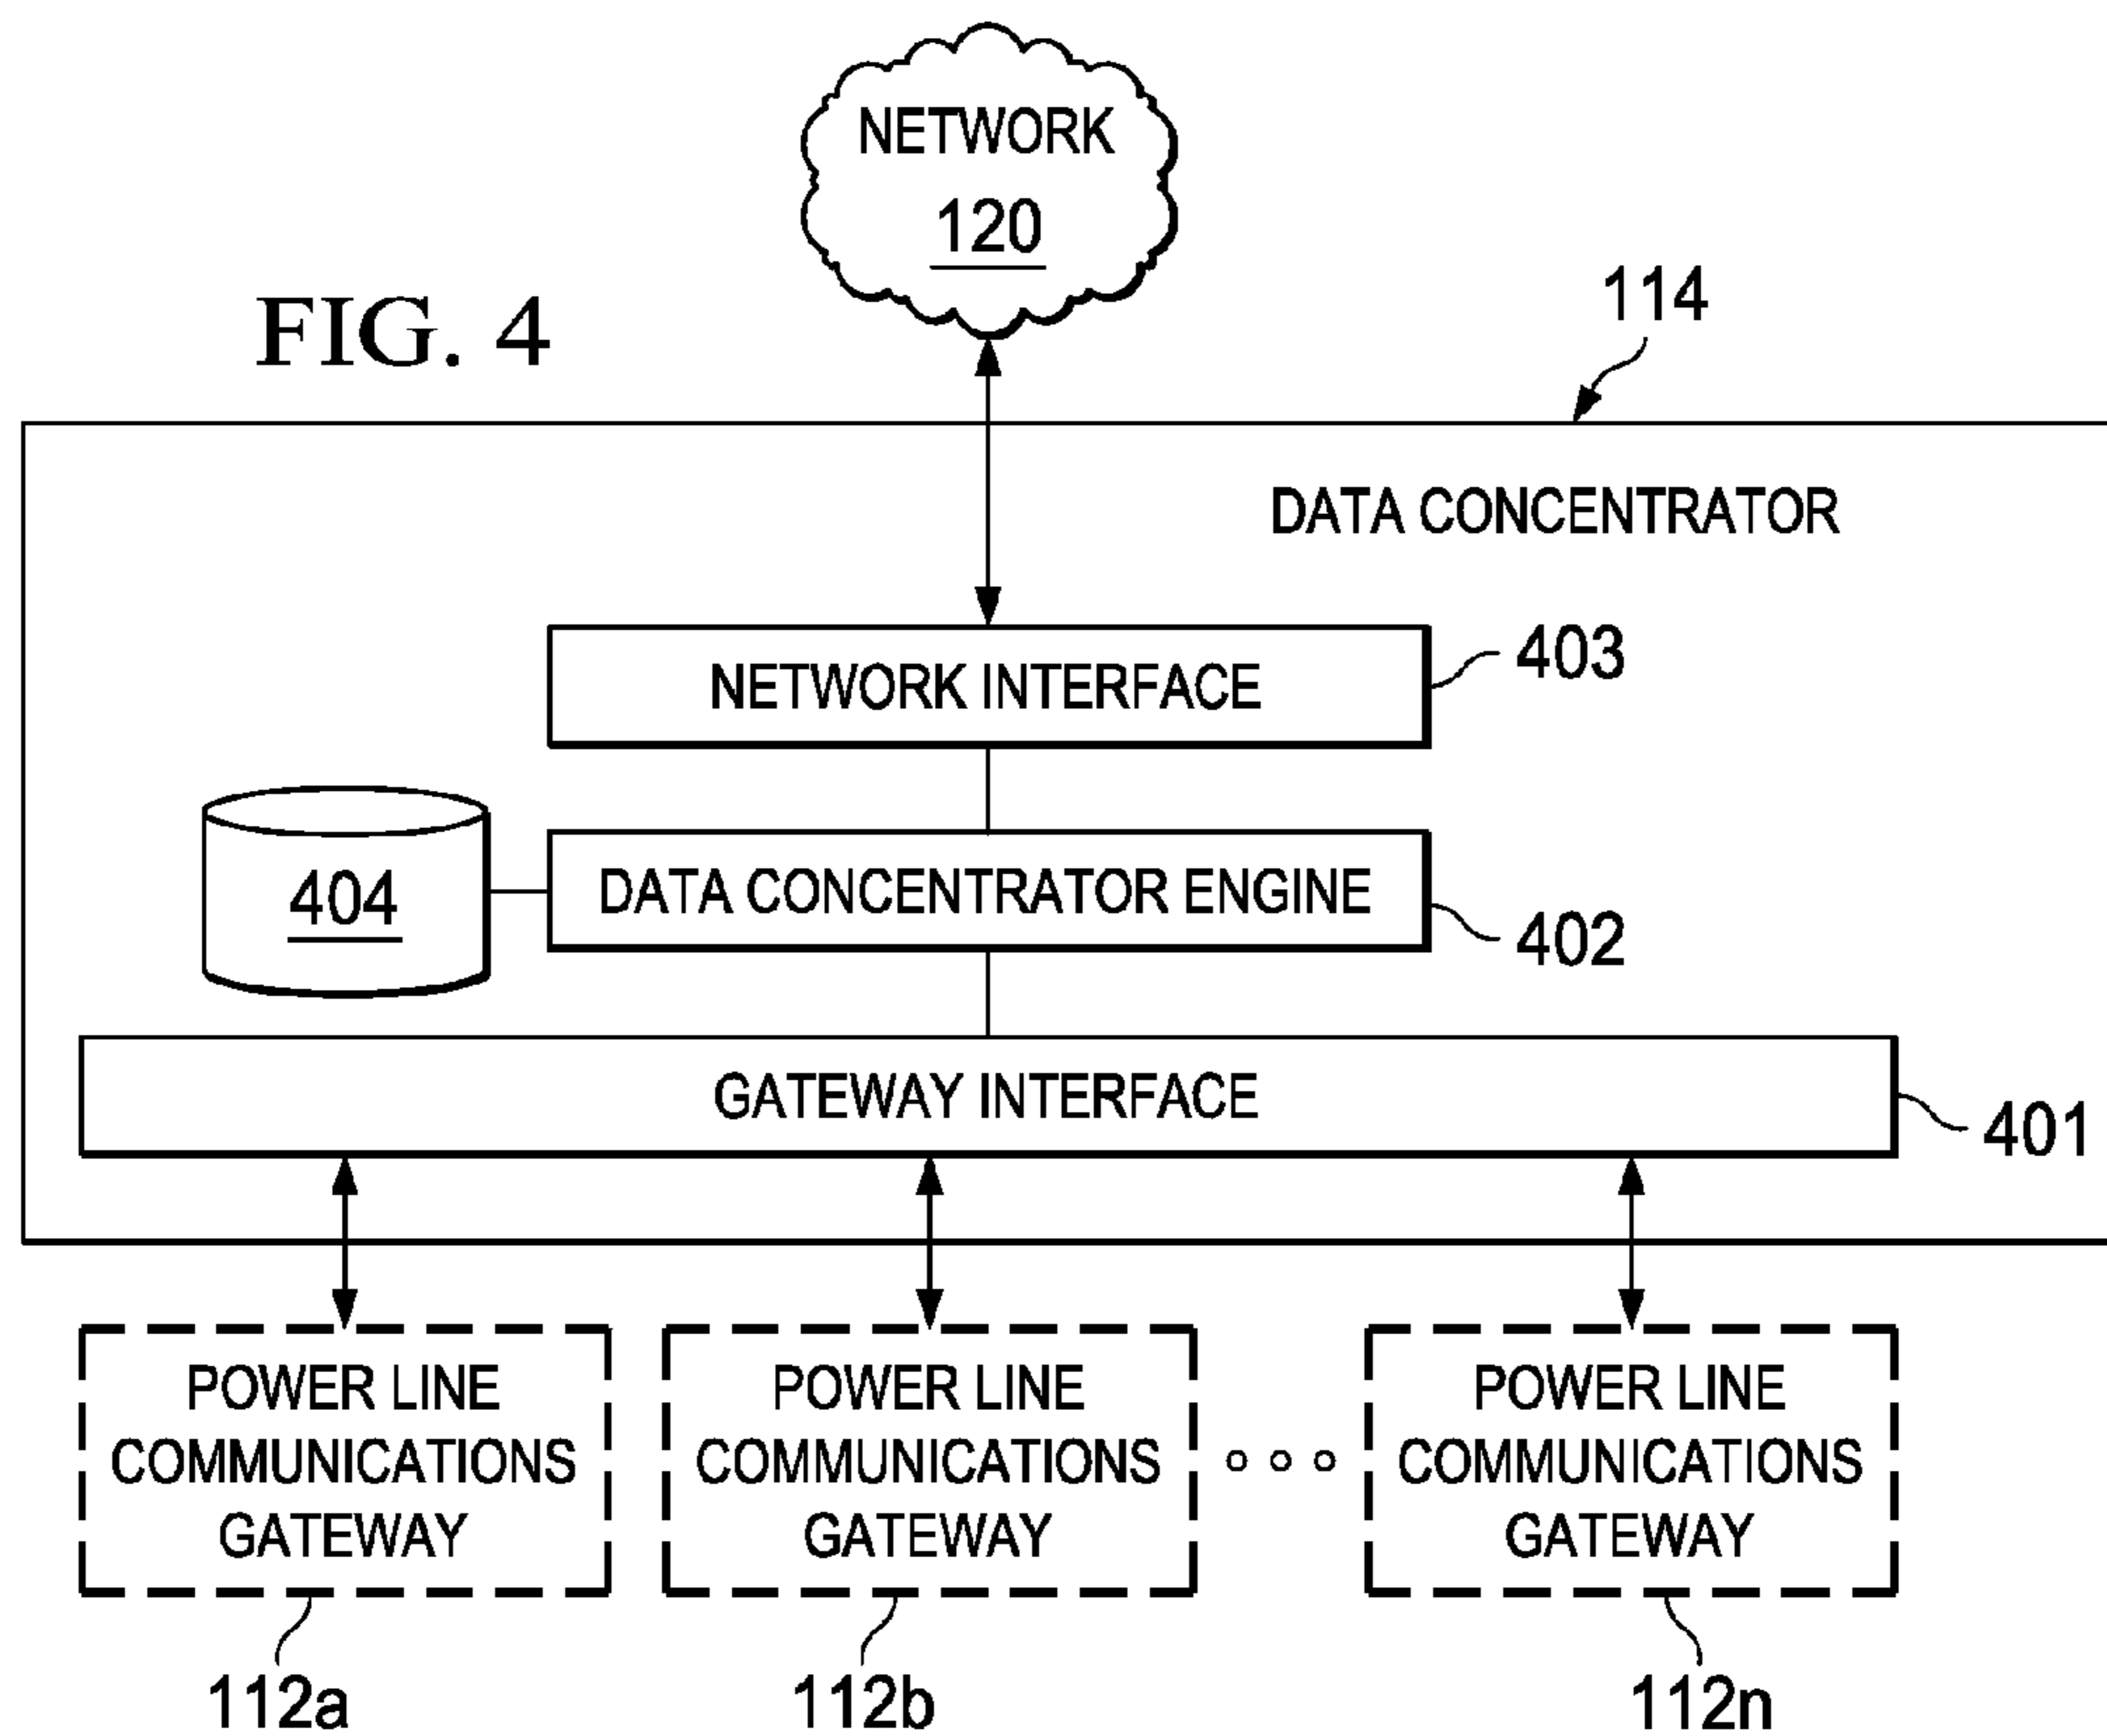 NETWORK
120
FIG. 4
114
DATA CONCENTRATOR
NETWORK INTERFACE
403
404
DATA CONCENTRATOR ENGINE
402
GATEWAY INTERFACE
401
POWER LINE
COMMUNICATIONS
GATEWAY
POWER LINE
COMMUNICATIONS
GATEWAY
POWER LINE
COMMUNICATIONS
GATEWAY
112a
112b
112n